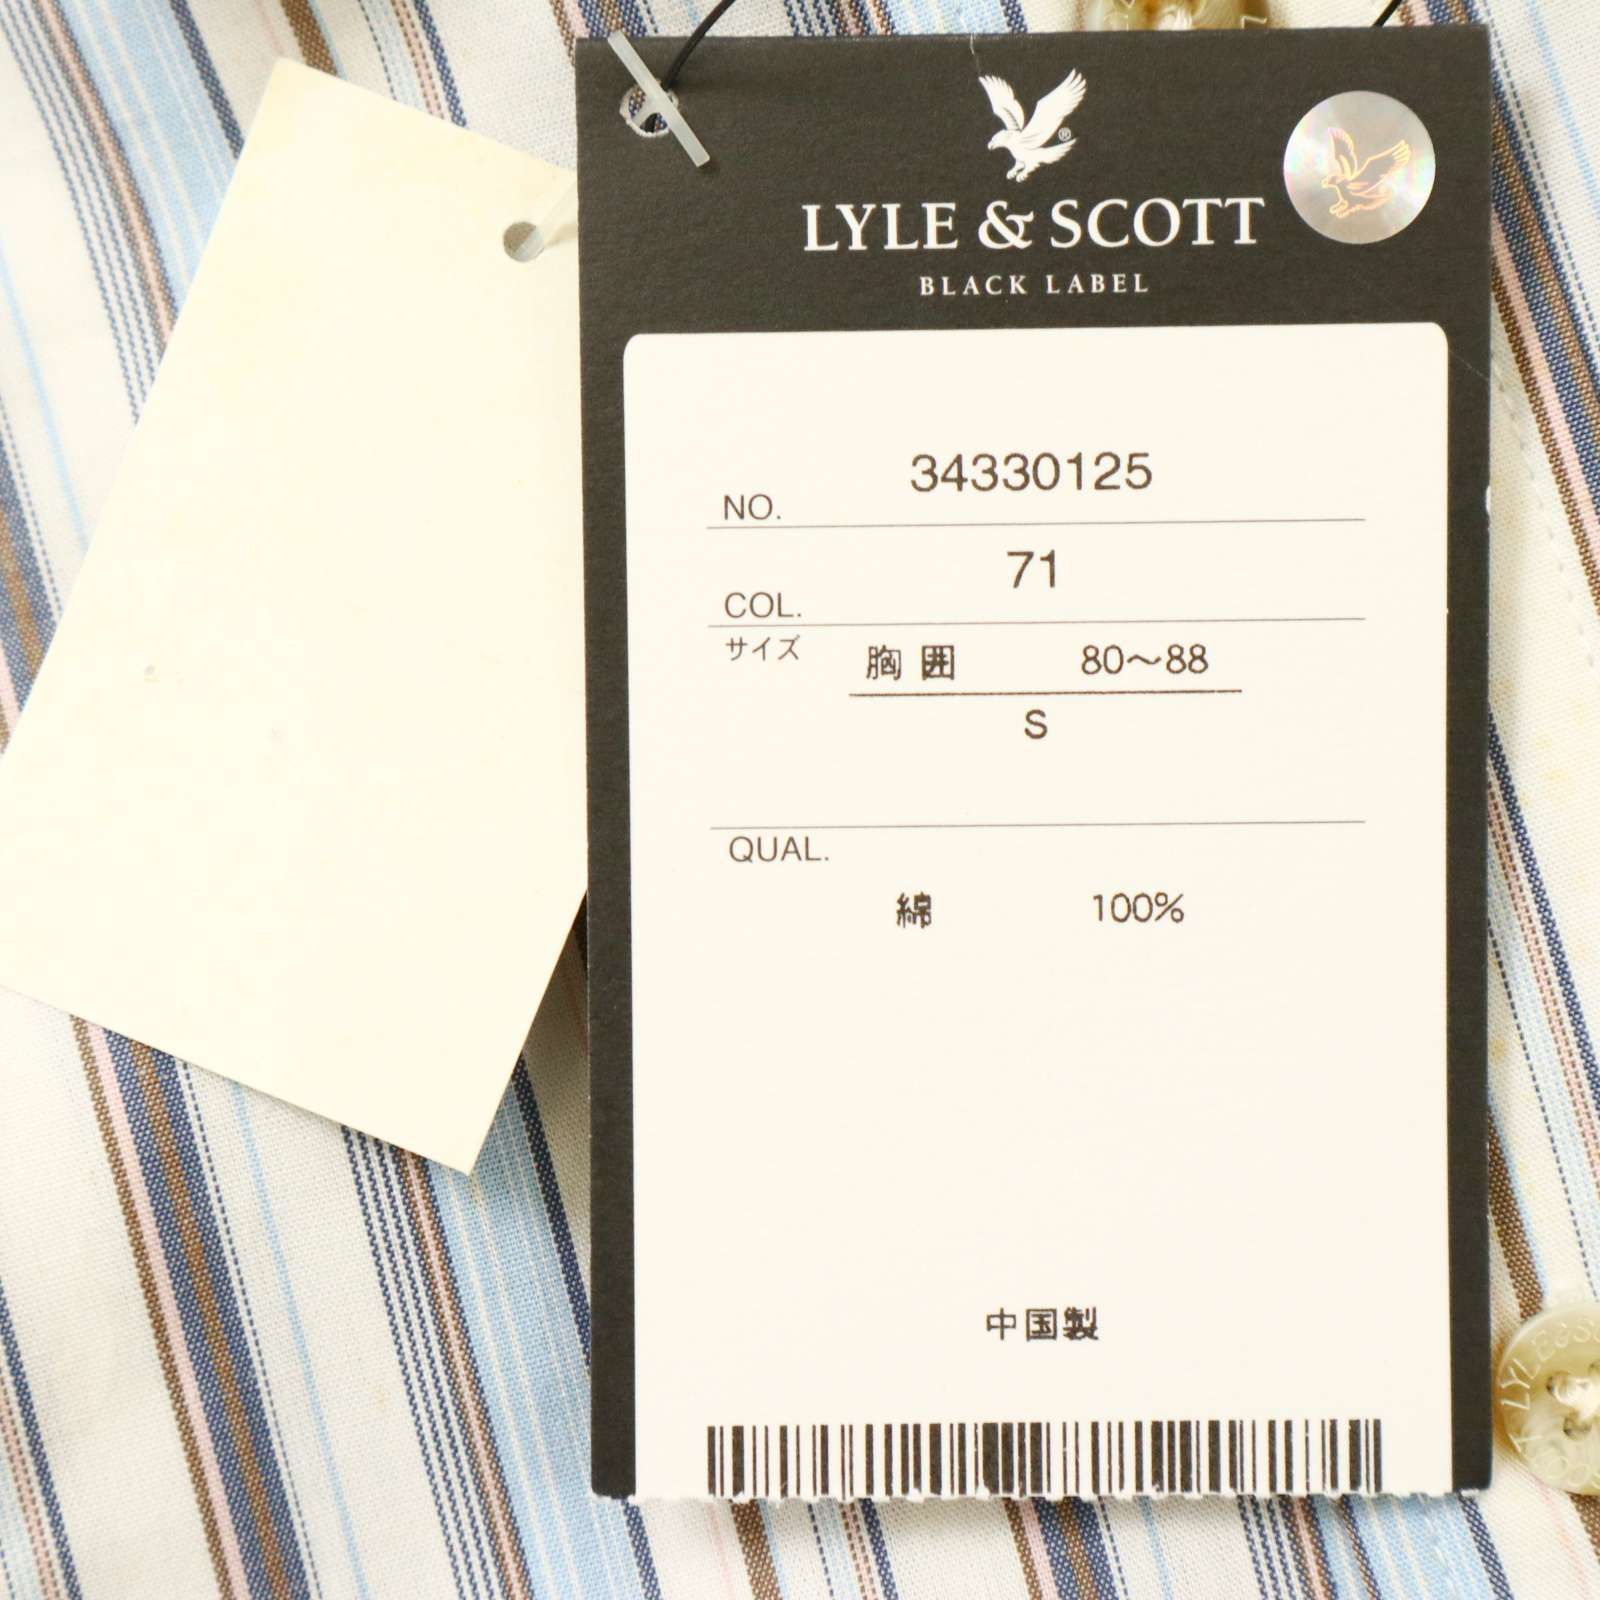 ®
LYLE & SCOTT
BLACK LABEL
34330125
NO.
71
COL.
サイズ 胸囲 80〜88
S
QUAL.
綿 100%
中国製